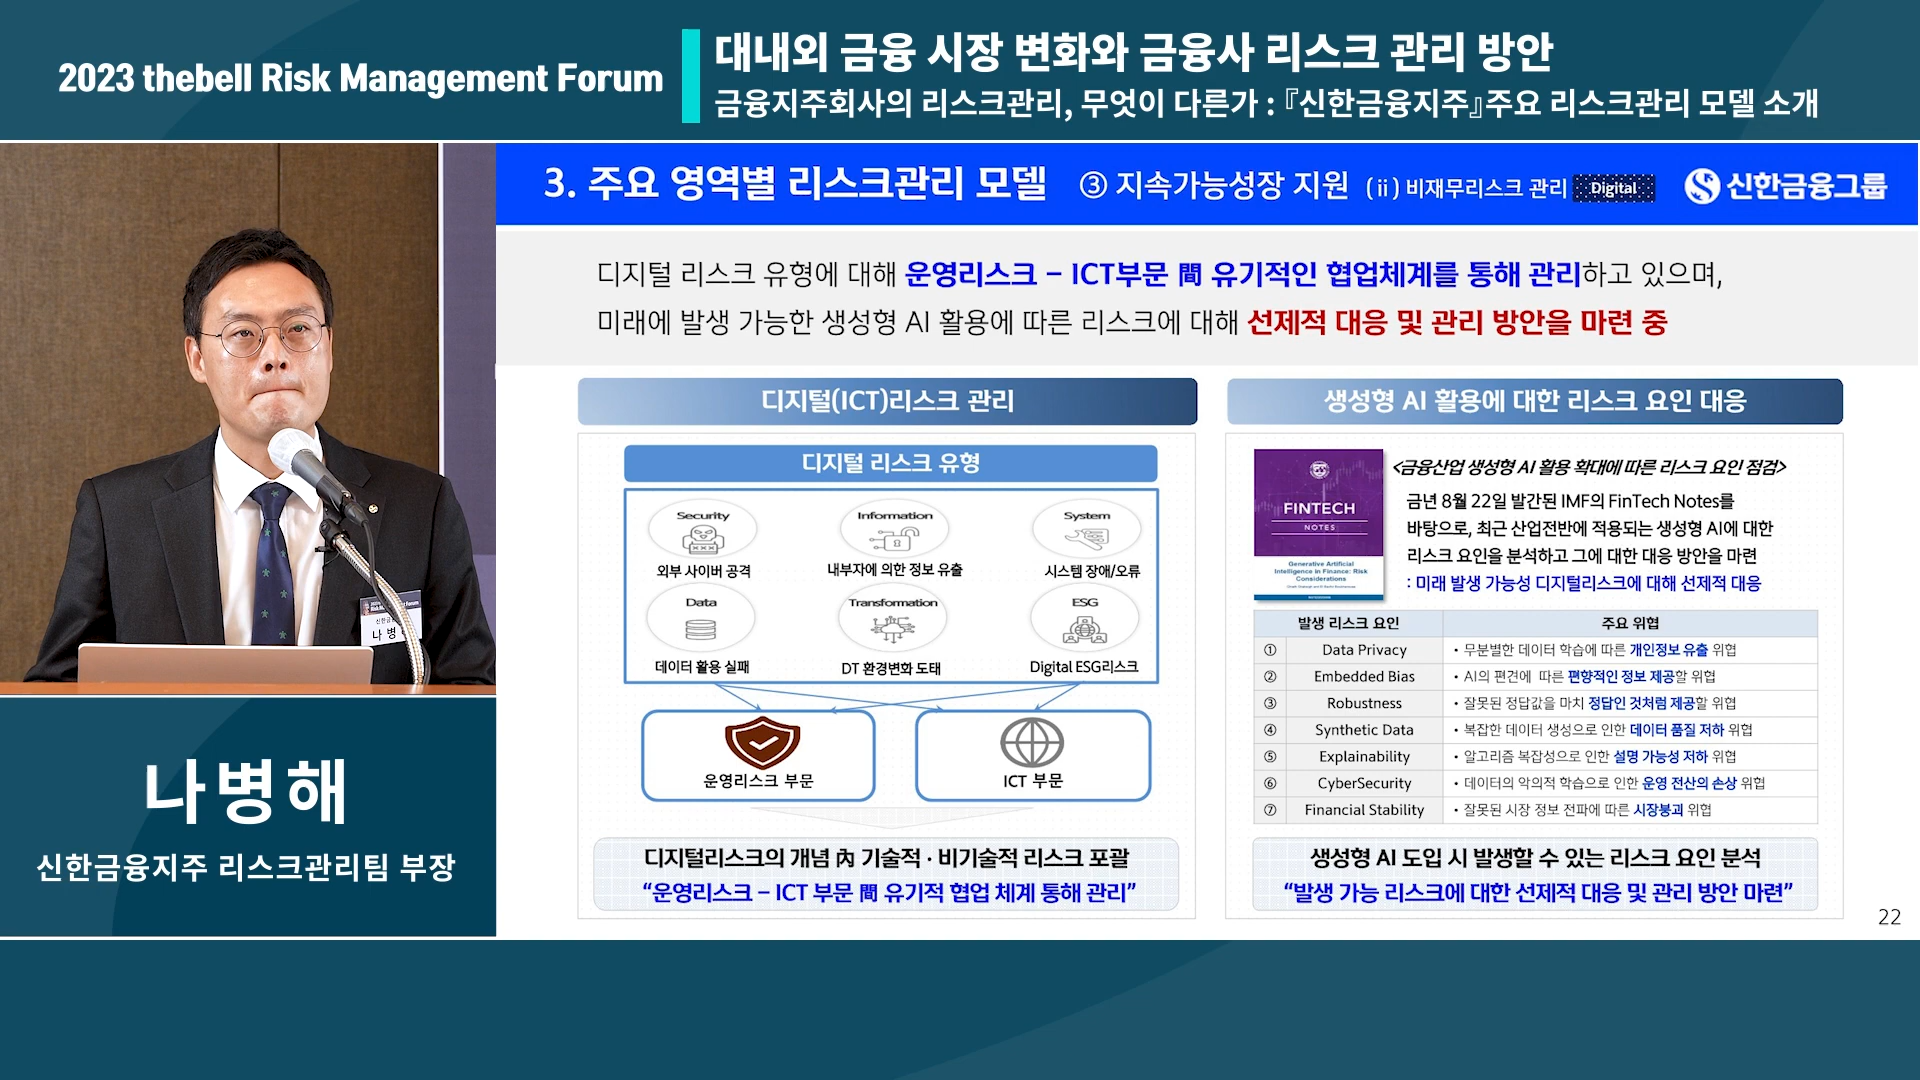 2023 thebell Risk Management Forum
대내외 금융 시장 변화와 금융사 리스크 관리 방안
금융지주회사의 리스크관리, 무엇이 다른가 : 『신한금융지주』주요 리스크관리 모델 소개
3. 주요 영역별 리스크관리 모델 ③ 지속가능성장 지원 (ⅱ) 비재무리스크 관리 Digital
신한금융그룹
디지털 리스크 유형에 대해 운영리스크 – ICT부문 間 유기적인 협업체계를 통해 관리하고 있으며,
미래에 발생 가능한 생성형 AI 활용에 따른 리스크에 대해 선제적 대응 및 관리 방안을 마련 중
디지털(ICT)리스크 관리
디지털 리스크 유형
Security
Information
System
외부 사이버 공격
내부자에 의한 정보 유출
시스템 장애/오류
Data
Transformation
ESG
데이터 활용 실패
DT 환경변화 도태
Digital ESG리스크
운영리스크 부문
ICT 부문
디지털리스크의 개념 內 기술적 · 비기술적 리스크 포괄
“운영리스크 – ICT 부문 間 유기적 협업 체계 통해 관리”
생성형 AI 활용에 대한 리스크 요인 대응
FINTECH
NOTES
Generative Artificial
Intelligence in Finance: Risk
Considerations
<금융산업 생성형 AI 활용 확대에 따른 리스크 요인 점검>
금년 8월 22일 발간된 IMF의 FinTech Notes를
바탕으로, 최근 산업전반에 적용되는 생성형 AI에 대한
리스크 요인을 분석하고 그에 대한 대응 방안을 마련
: 미래 발생 가능성 디지털리스크에 대해 선제적 대응
발생 리스크 요인 주요 위협
① Data Privacy • 무분별한 데이터 학습에 따른 개인정보 유출 위협
② Embedded Bias • AI의 편견에 따른 편향적인 정보 제공할 위협
③ Robustness • 잘못된 정답값을 마치 정답인 것처럼 제공할 위협
④ Synthetic Data • 복잡한 데이터 생성으로 인한 데이터 품질 저하 위협
⑤ Explainability • 알고리즘 복잡성으로 인한 설명 가능성 저하 위협
⑥ CyberSecurity • 데이터의 악의적 학습으로 인한 운영 전산의 손상 위협
⑦ Financial Stability • 잘못된 시장 정보 전파에 따른 시장붕괴 위협
생성형 AI 도입 시 발생할 수 있는 리스크 요인 분석
“발생 가능 리스크에 대한 선제적 대응 및 관리 방안 마련”
22
Risk Management Forum
나병
나병해
신한금융지주 리스크관리팀 부장